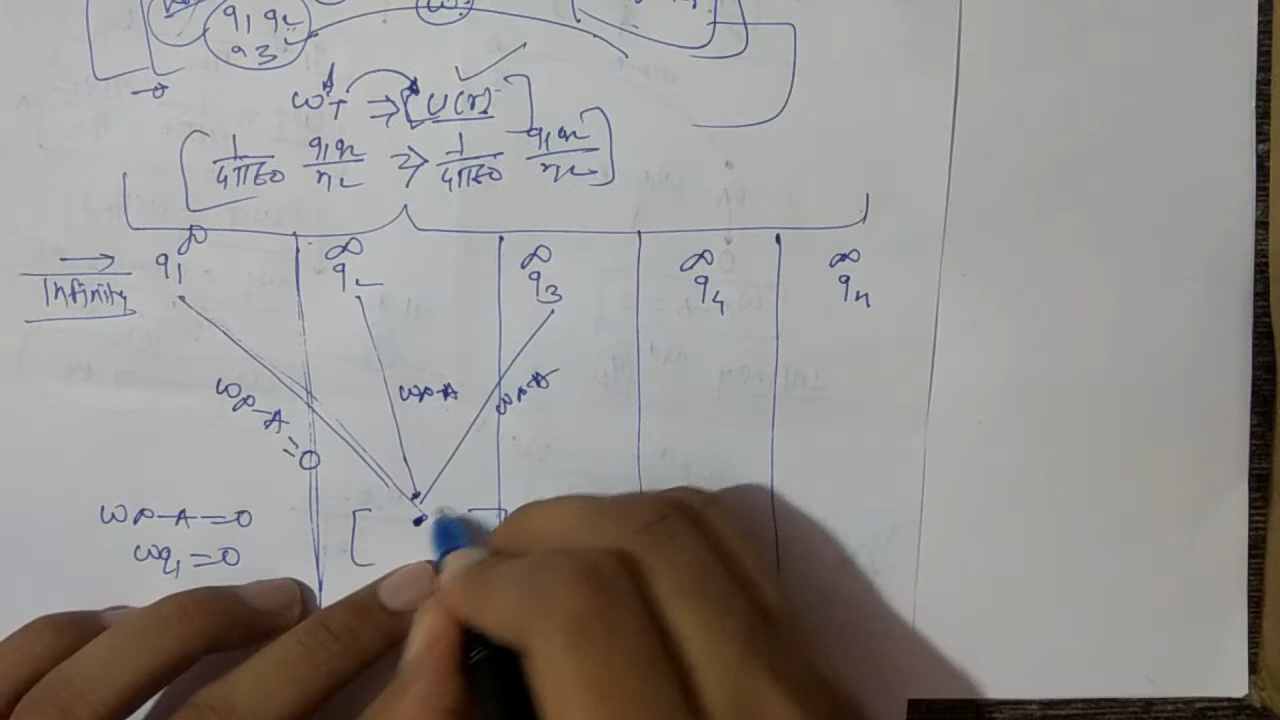 q1 q2
q3
WT ⇒ [U(r)]
[1/4πε0 q1q2/r2 ⇒ 1/4πε0 q1q2/r2]
∞ ∞ ∞ ∞ ∞
→ q1 q2 q3 q4 qn
Infinity
W∞-A W∞-A W∞-A
=0
W∞-A=0
Wq1=0